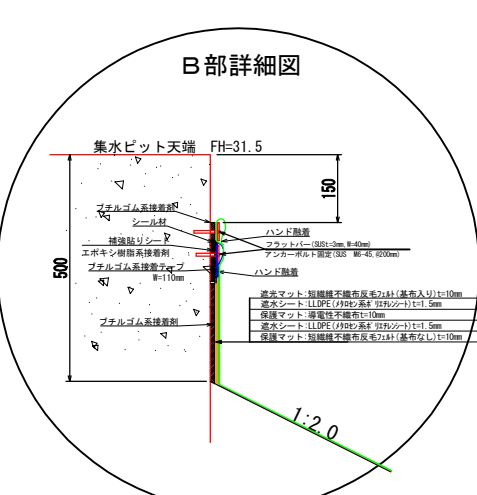 B部詳細図
集水ピット天端 FH=31.5
150
500
ブチルゴム系接着剤
シール材
補強貼りシート
エポキシ樹脂系接着剤
ブチルゴム系接着テープ
W=110mm
ブチルゴム系接着剤
ハンド融着
フラットバー(SUSt=3mm,W=40mm)
アンカーボルト固定(SUS M6-45,@200mm)
ハンド融着
遮光マット:短繊維不織布反毛フェルト(基布入り)t=10mm
遮水シート:LLDPE(メタロセン系ポリエチレンシート)t=1.5mm
保護マット:導電性不織布t=10mm
遮水シート:LLDPE(メタロセン系ポリエチレンシート)t=1.5mm
保護マット:短繊維不織布反毛フェルト(基布なし)t=10mm
1:2.0